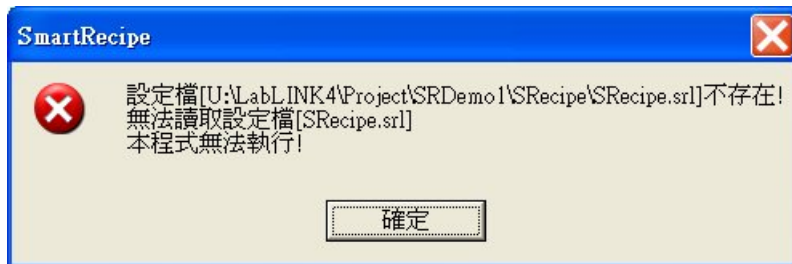 SmartRecipe
設定檔[U:\LabLINK4\Project\SRDemo1\SRecipe\SRecipe.srl]不存在!
無法讀取設定檔[SRecipe.srl]
本程式無法執行!
確定